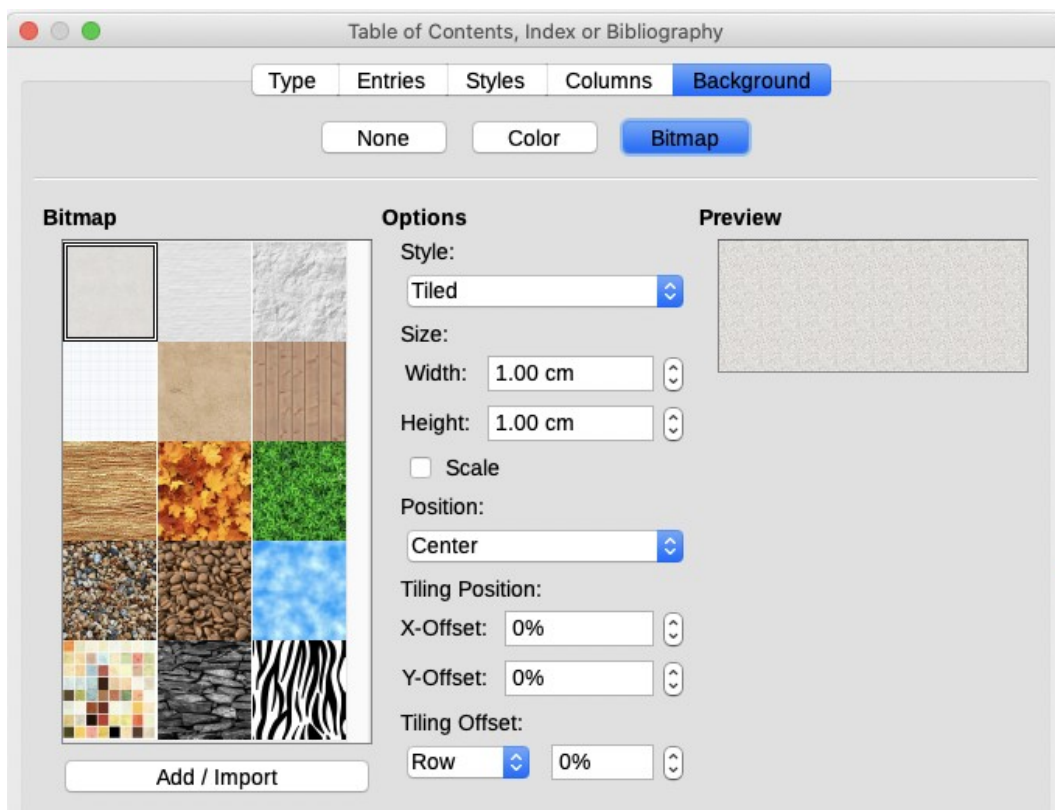 Table of Contents, Index or Bibliography
Type Entries Styles Columns Background
None Color Bitmap
Bitmap
Options
Style:
Tiled
Size:
Width: 1.00 cm
Height: 1.00 cm
Scale
Position:
Center
Tiling Position:
X-Offset: 0%
Y-Offset: 0%
Tiling Offset:
Row 0%
Preview
Add / Import